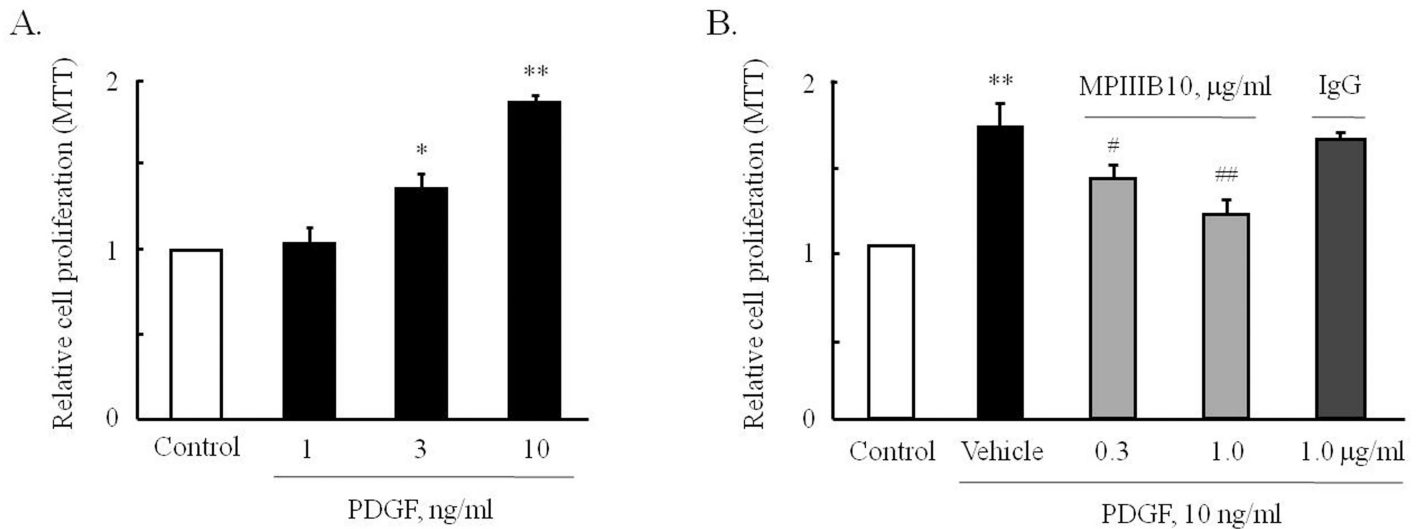 A.
Relative cell proliferation (MTT)
2
1
0
*
**
Control
1
3
10
PDGF, ng/ml
B.
Relative cell proliferation (MTT)
2
1
0
**
MPIIIB10, µg/ml
IgG
#
##
Control
Vehicle
0.3
1.0
1.0 µg/ml
PDGF, 10 ng/ml